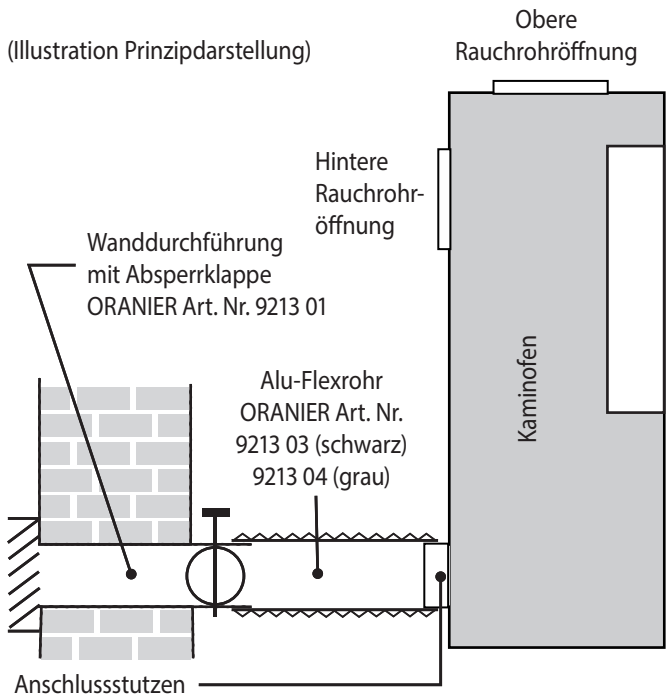 (Illustration Prinzipdarstellung)
Obere
Rauchrohröffnung
Hintere
Rauchrohr-
öffnung
Wanddurchführung
mit Absperrklappe
ORANIER Art. Nr. 9213 01
Alu-Flexrohr
ORANIER Art. Nr.
9213 03 (schwarz)
9213 04 (grau)
Kaminofen
Anschlussstutzen